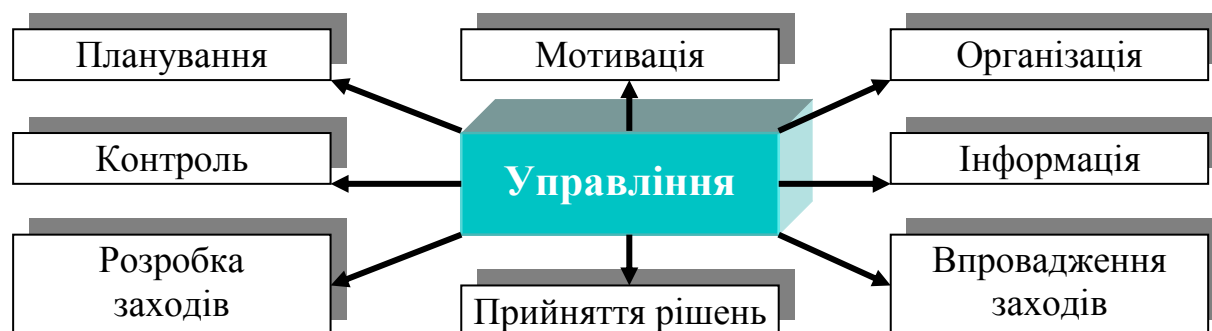 Планування
Мотивація
Організація
Контроль
Управління
Інформація
Розробка
заходів
Прийняття рішень
Впровадження
заходів